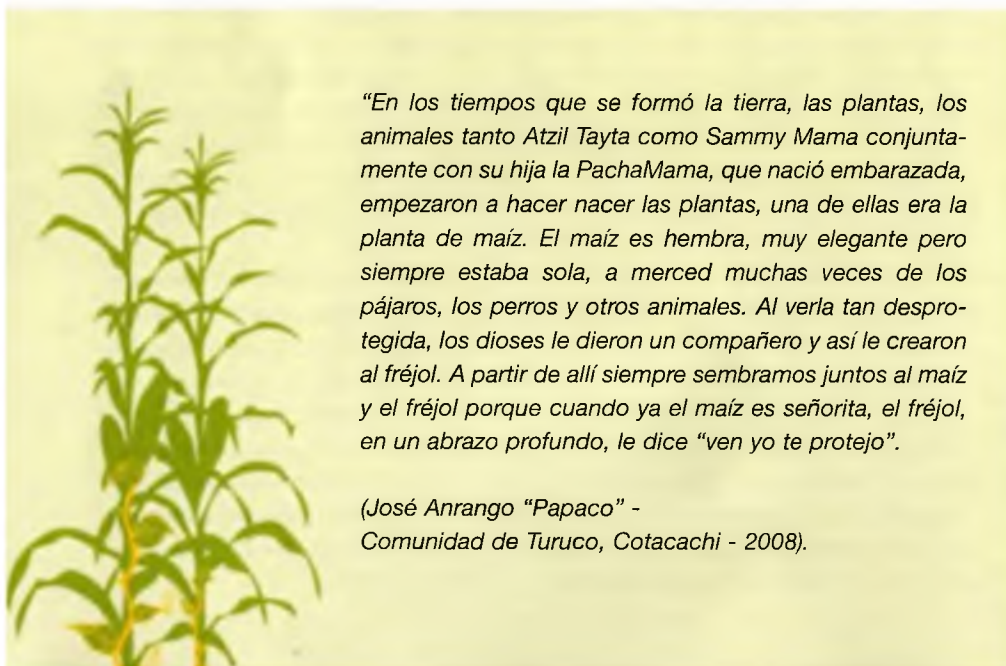 “En los tiempos que se formó la tierra, las plantas, los
animales tanto Atzil Tayta como Sammy Mama conjunta-
mente con su hija la PachaMama, que nació embarazada,
empezaron a hacer nacer las plantas, una de ellas era la
planta de maíz. El maíz es hembra, muy elegante pero
siempre estaba sola, a merced muchas veces de los
pájaros, los perros y otros animales. Al verla tan despro-
tegida, los dioses le dieron un compañero y así le crearon
al fréjol. A partir de allí siempre sembramos juntos al maíz
y el fréjol porque cuando ya el maíz es señorita, el fréjol,
en un abrazo profundo, le dice “ven yo te protejo”.
(José Anrango “Papaco” -
Comunidad de Turuco, Cotacachi - 2008).